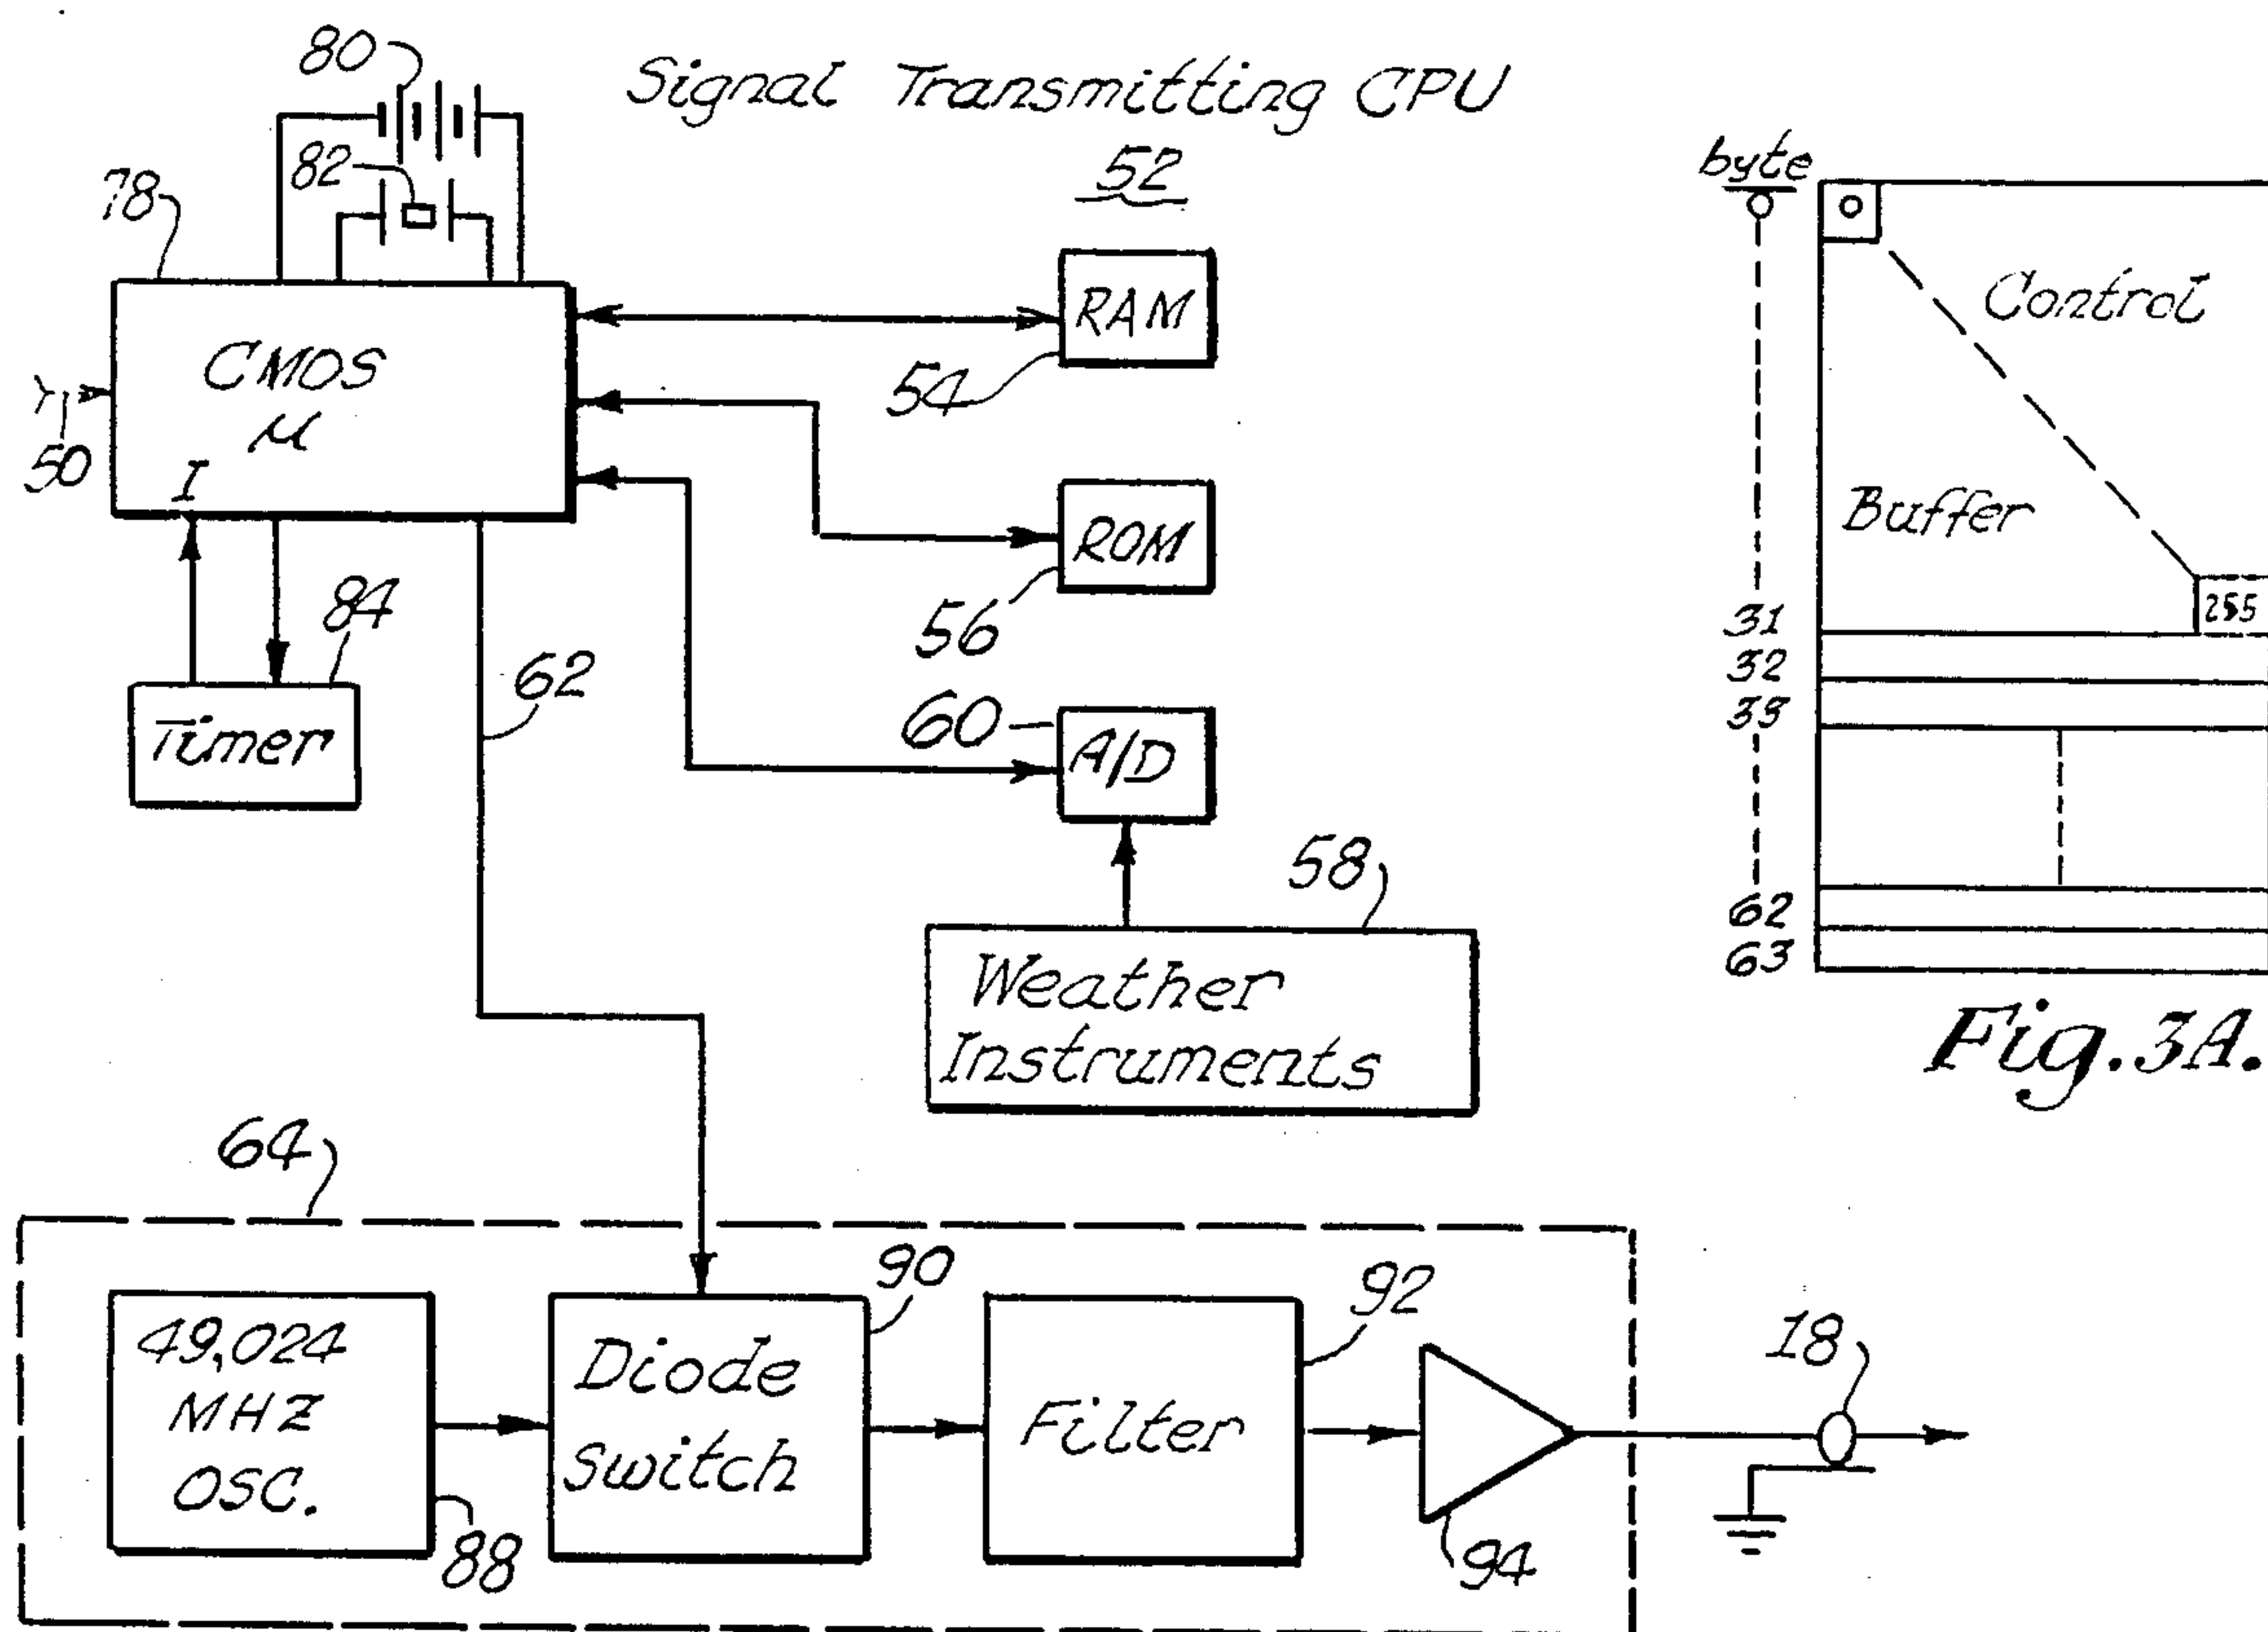 80
Signal Transmitting CPU
52
82
78
CMOS
μ
I
50
RAM
54
ROM
56
84
Timer
62
60
A/D
58
Weather
Instruments
byte
0
0
Control
Buffer
255
31
32
33
62
63
Fig. 3A.
64
49,024
MHZ
OSC.
88
Diode
Switch
90
Filter
92
94
18